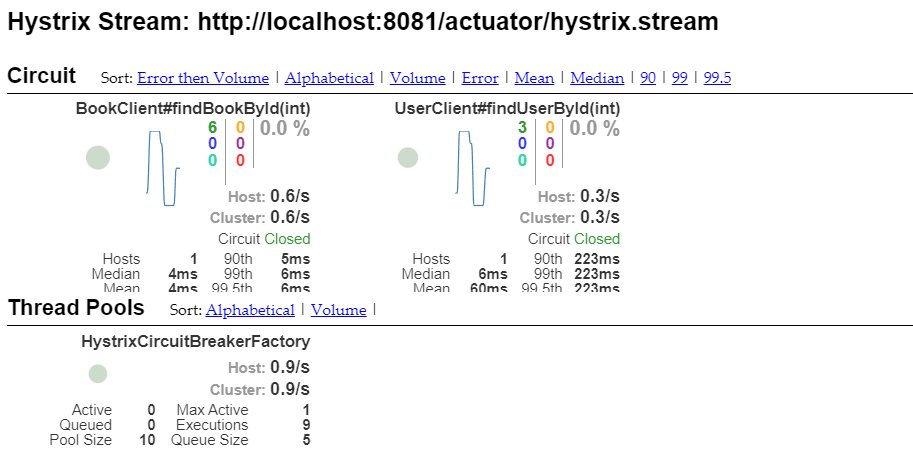 Hystrix Stream: http://localhost:8081/actuator/hystrix.stream
Circuit Sort: Error then Volume | Alphabetical | Volume | Error | Mean | Median | 90 | 99 | 99.5
BookClient#findBookById(int)
6 0 0.0 %
0 0
0 0
Host: 0.6/s
Cluster: 0.6/s
Circuit Closed
Hosts 1 90th 5ms
Median 4ms 99th 6ms
Mean 4ms 99.5th 6ms
UserClient#findUserById(int)
3 0 0.0 %
0 0
0 0
Host: 0.3/s
Cluster: 0.3/s
Circuit Closed
Hosts 1 90th 223ms
Median 6ms 99th 223ms
Mean 60ms 99.5th 223ms
Thread Pools Sort: Alphabetical | Volume |
HystrixCircuitBreakerFactory
Host: 0.9/s
Cluster: 0.9/s
Active 0 Max Active 1
Queued 0 Executions 9
Pool Size 10 Queue Size 5